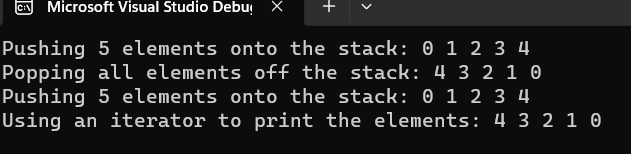 Microsoft Visual Studio Debu
Pushing 5 elements onto the stack: 0 1 2 3 4
Popping all elements off the stack: 4 3 2 1 0
Pushing 5 elements onto the stack: 0 1 2 3 4
Using an iterator to print the elements: 4 3 2 1 0